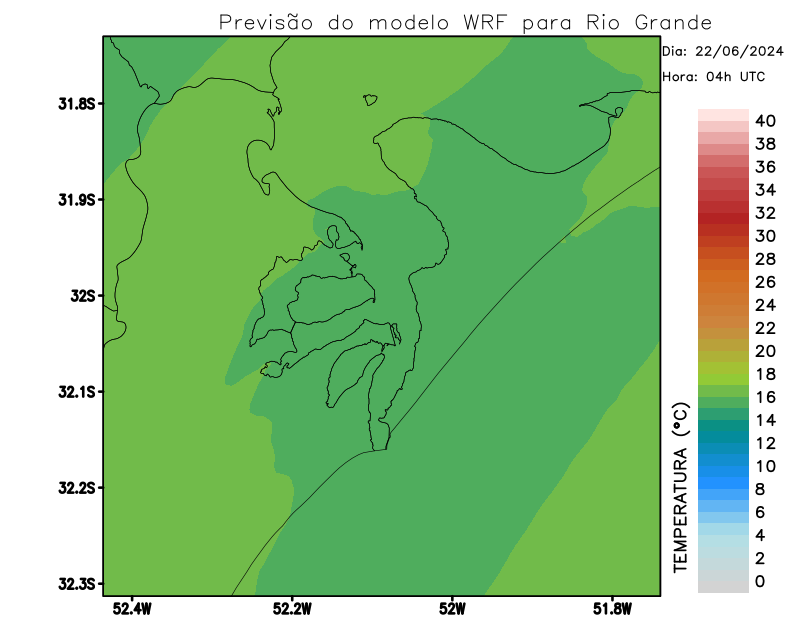 Previsão do modelo WRF para Rio Grande
Dia: 22/06/2024
Hora: 04h UTC
31.8S
31.9S
32S
32.1S
32.2S
32.3S
52.4W
52.2W
52W
51.8W
TEMPERATURA (°C)
40
38
36
34
32
30
28
26
24
22
20
18
16
14
12
10
8
6
4
2
0